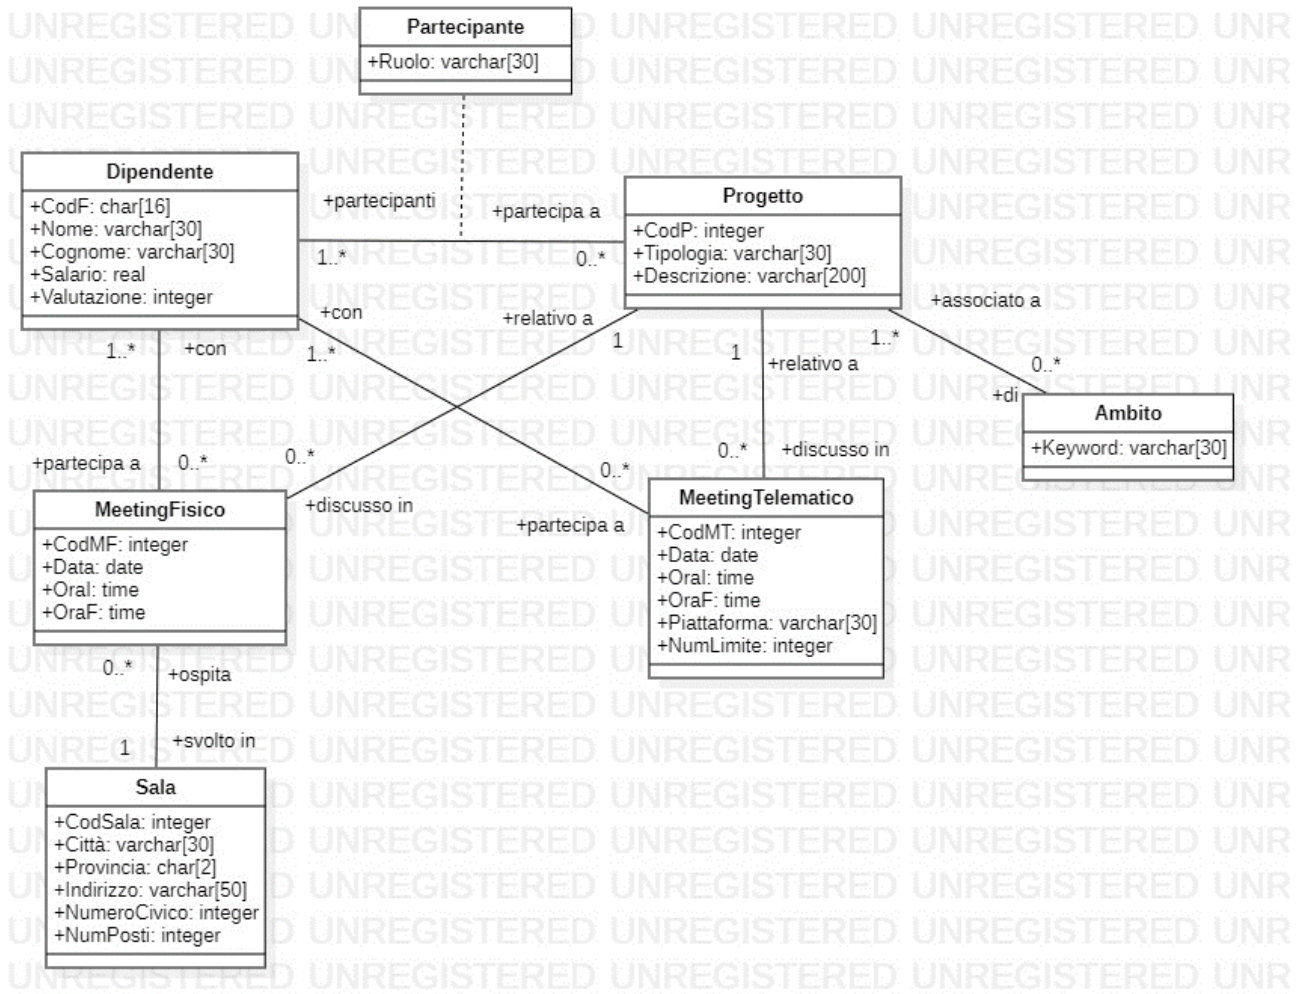 Partecipante
+Ruolo: varchar[30]
Dipendente
+CodF: char[16]
+Nome: varchar[30]
+Cognome: varchar[30]
+Salario: real
+Valutazione: integer
+partecipanti
+partecipa a
1..*
0..*
Progetto
+CodP: integer
+Tipologia: varchar[30]
+Descrizione: varchar[200]
+con
1..*
+con
1..*
+relativo a
1
1
+relativo a
1..*
+associato a
0..*
+di
Ambito
+Keyword: varchar[30]
+partecipa a
0..*
0..*
+discusso in
0..*
+partecipa a
0..*
+discusso in
MeetingFisico
+CodMF: integer
+Data: date
+OraI: time
+OraF: time
MeetingTelematico
+CodMT: integer
+Data: date
+OraI: time
+OraF: time
+Piattaforma: varchar[30]
+NumLimite: integer
0..*
+ospita
1
+svolto in
Sala
+CodSala: integer
+Città: varchar[30]
+Provincia: char[2]
+Indirizzo: varchar[50]
+NumeroCivico: integer
+NumPosti: integer
UNREGISTERED